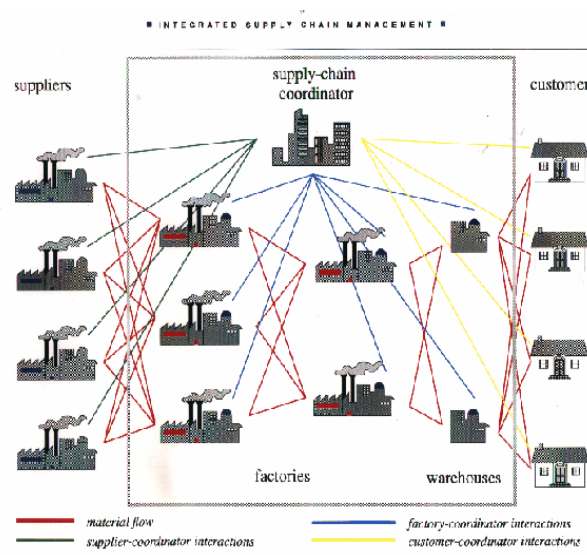 INTEGRATED SUPPLY CHAIN MANAGEMENT
suppliers
supply-chain
coordinator
customer
factories
warehouses
material flow
supplier-coordinator interactions
factory-coordinator interactions
customer-coordinator interactions